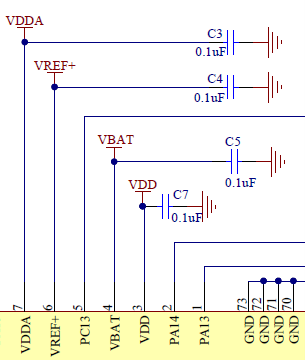 VDDA
C3
0.1uF
VREF+
C4
0.1uF
VBAT
C5
0.1uF
VDD
C7
0.1uF
7
6
5
4
3
2
1
73
72
71
70
VDDA
VREF+
PC13
VBAT
VDD
PA14
PA13
GND
GND
GND
GND